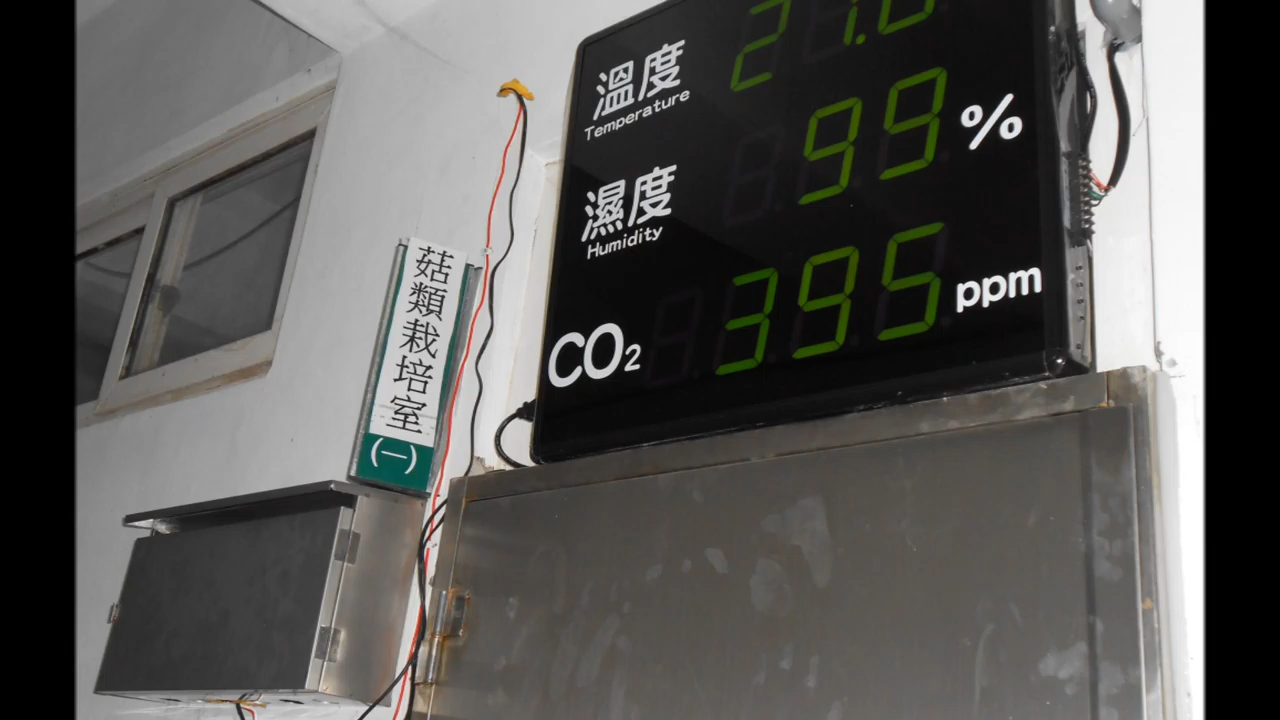 溫度
Temperature
濕度
Humidity
99 %
CO₂
395 ppm
菇類栽培室
(一)